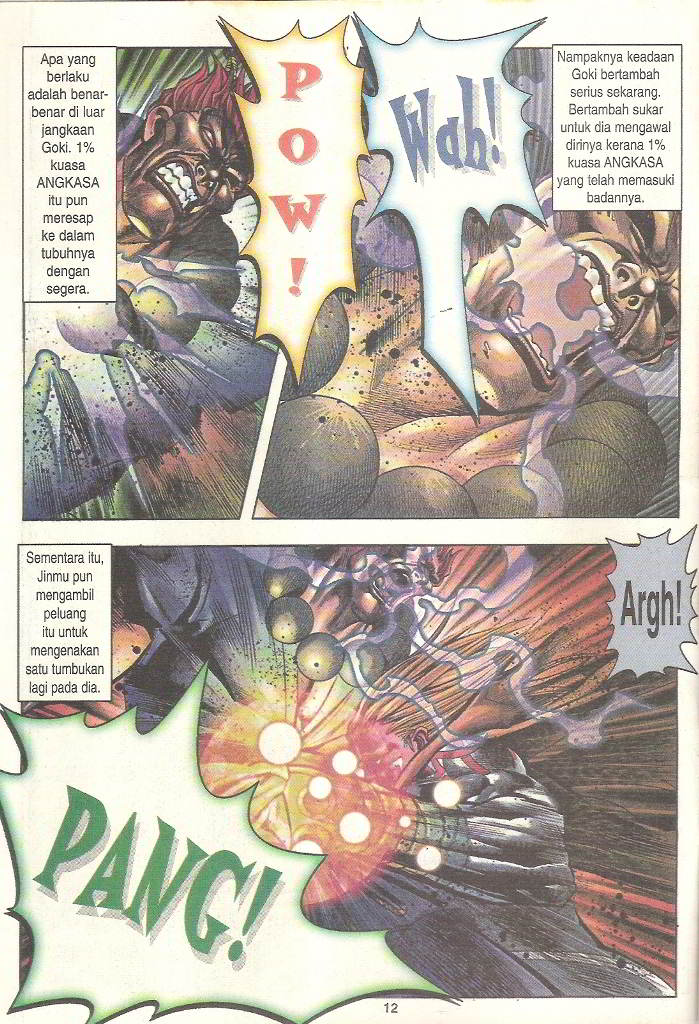 Apa yang
berlaku
adalah benar-
benar di luar
jangkaan
Goki. 1%
kuasa
ANGKASA
itu pun
meresap
ke dalam
tubuhnya
dengan
segera.
POW!
Wah!
Nampaknya keadaan
Goki bertambah
serius sekarang.
Bertambah sukar
untuk dia mengawal
dirinya kerana 1%
kuasa ANGKASA
yang telah memasuki
badannya.
Sementara itu,
Jinmu pun
mengambil
peluang
itu untuk
mengenakan
satu tumbukan
lagi pada dia.
Argh!
PANG!
12